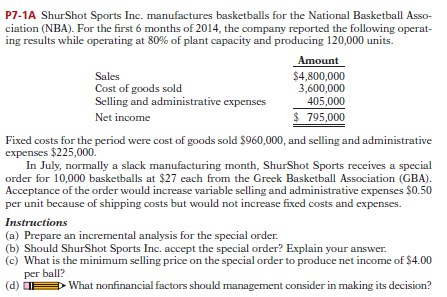 P7-1A ShurShot Sports Inc. manufactures basketballs for the National Basketball Asso-
ciation (NBA). For the first 6 months of 2014, the company reported the following operat-
ing results while operating at 80% of plant capacity and producing 120,000 units.
Amount
Sales $4,800,000
Cost of goods sold 3,600,000
Selling and administrative expenses 405,000
Net income $ 795,000
Fixed costs for the period were cost of goods sold $960,000, and selling and administrative
expenses $225,000.
In July, normally a slack manufacturing month, ShurShot Sports receives a special
order for 10,000 basketballs at $27 each from the Greek Basketball Association (GBA).
Acceptance of the order would increase variable selling and administrative expenses $0.50
per unit because of shipping costs but would not increase fixed costs and expenses.
Instructions
(a) Prepare an incremental analysis for the special order.
(b) Should ShurShot Sports Inc. accept the special order? Explain your answer.
(c) What is the minimum selling price on the special order to produce net income of $4.00
per ball?
(d) What nonfinancial factors should management consider in making its decision?